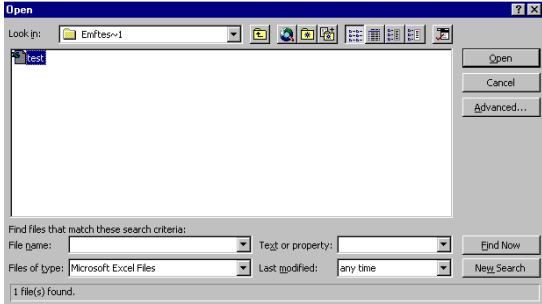 Open
Look in: Emftes~1
test
Open
Cancel
Advanced...
Find files that match these search criteria:
File name: Text or property: Find Now
Files of type: Microsoft Excel Files Last modified: any time New Search
1 file(s) found.